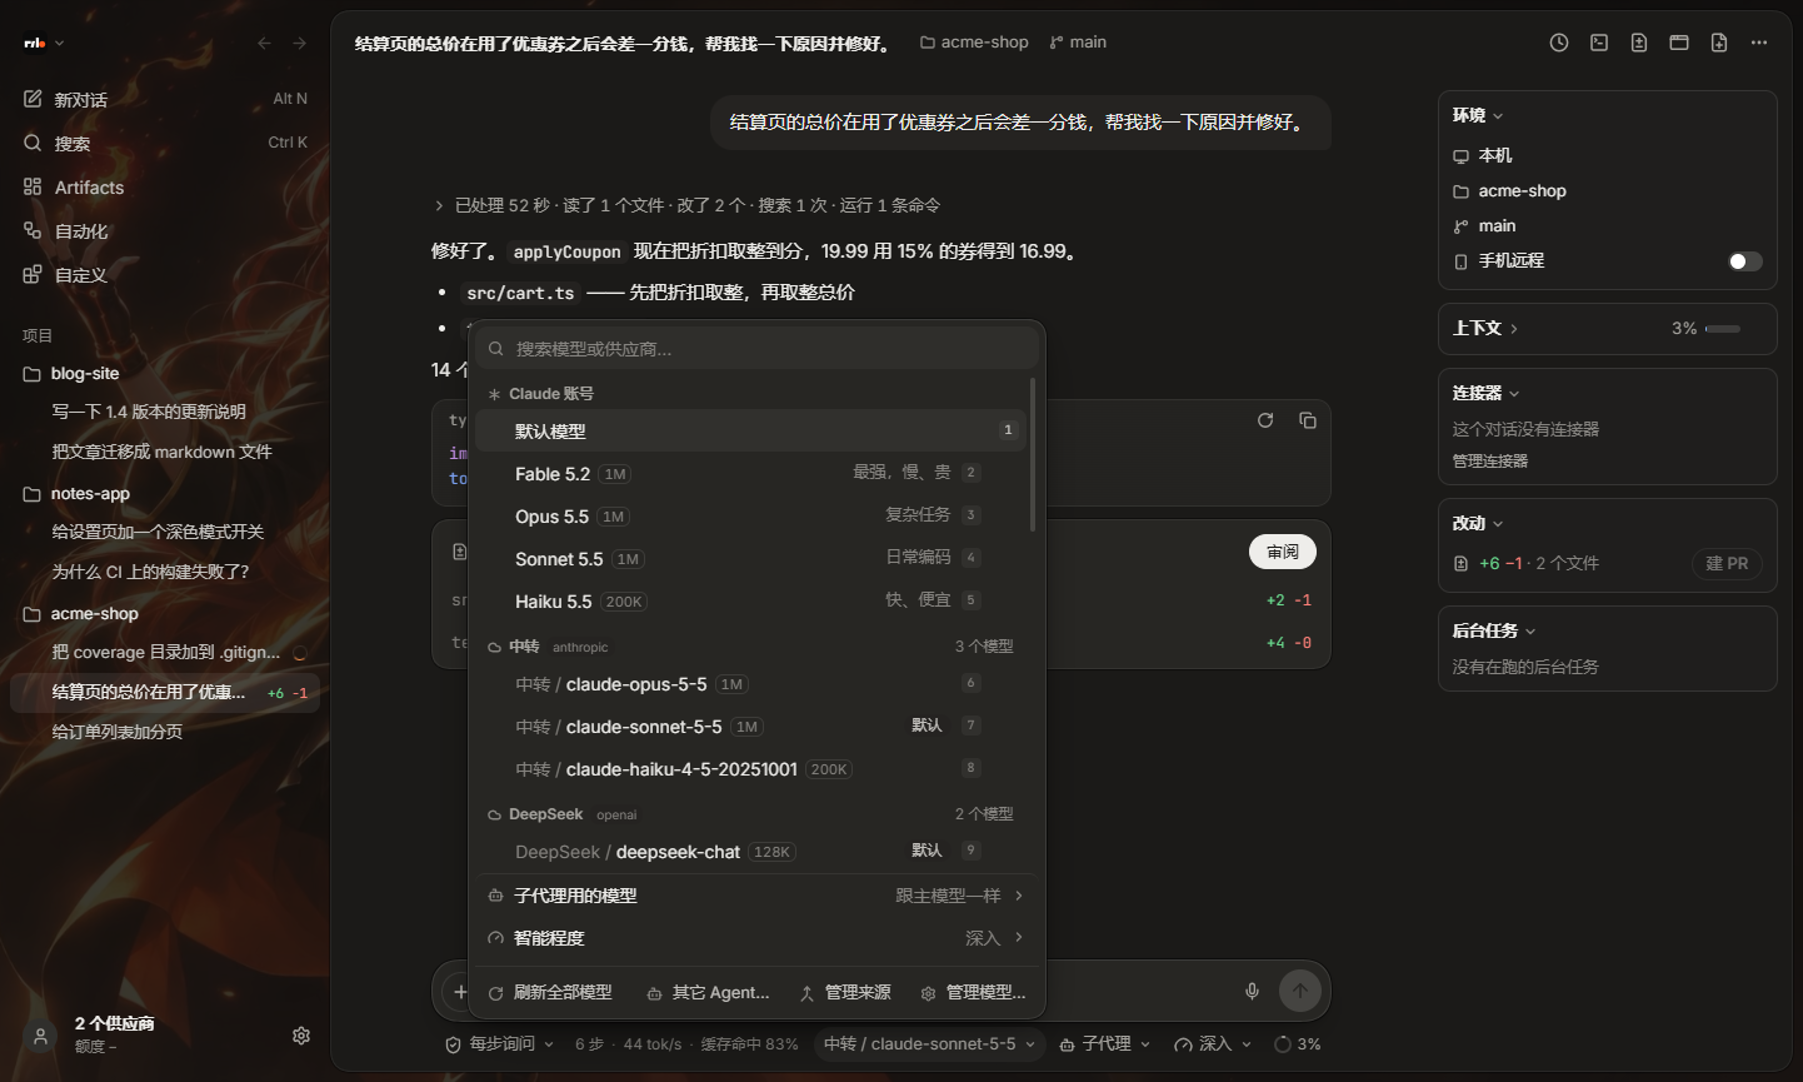 新对话 Alt N
搜索 Ctrl K
Artifacts
自动化
自定义
项目
blog-site
写一下 1.4 版本的更新说明
把文章迁移成 markdown 文件
notes-app
给设置页加一个深色模式开关
为什么 CI 上的构建失败了?
acme-shop
把 coverage 目录加到 .gitign...
结算页的总价在用了优惠... +6 -1
给订单列表加分页
2 个供应商
额度 –
结算页的总价在用了优惠券之后会差一分钱，帮我找一下原因并修好。 acme-shop main
结算页的总价在用了优惠券之后会差一分钱，帮我找一下原因并修好。
已处理 52 秒 · 读了 1 个文件 · 改了 2 个 · 搜索 1 次 · 运行 1 条命令
修好了。 applyCoupon 现在把折扣取整到分，19.99 用 15% 的券得到 16.99。
src/cart.ts —— 先把折扣取整，再取整总价
14 个
ty
im
to
审阅
sr +2 -1
te +4 -0
搜索模型或供应商...
Claude 账号
默认模型 1
Fable 5.2 1M 最强，慢、贵 2
Opus 5.5 1M 复杂任务 3
Sonnet 5.5 1M 日常编码 4
Haiku 5.5 200K 快、便宜 5
中转 anthropic 3 个模型
中转 / claude-opus-5-5 1M 6
中转 / claude-sonnet-5-5 1M 默认 7
中转 / claude-haiku-4-5-20251001 200K 8
DeepSeek openai 2 个模型
DeepSeek / deepseek-chat 128K 默认 9
子代理用的模型 跟主模型一样
智能程度 深入
刷新全部模型 其它 Agent... 管理来源 管理模型...
每步询问 6 步 · 44 tok/s · 缓存命中 83% 中转 / claude-sonnet-5-5 子代理 深入 3%
环境
本机
acme-shop
main
手机远程
上下文 3%
连接器
这个对话没有连接器
管理连接器
改动
+6 −1 · 2 个文件 建 PR
后台任务
没有在跑的后台任务